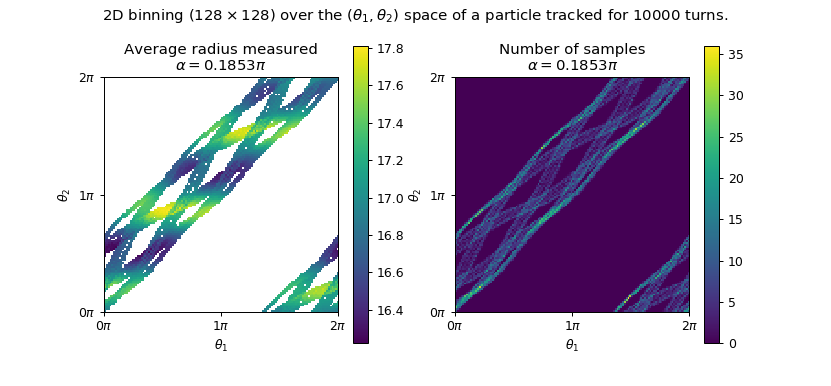 2D binning (128 × 128) over the (θ₁, θ₂) space of a particle tracked for 10000 turns.
Average radius measured
α = 0.1853π
2π
1π
0π
θ₂
0π
1π
2π
θ₁
17.8
17.6
17.4
17.2
17.0
16.8
16.6
16.4
Number of samples
α = 0.1853π
2π
1π
0π
θ₂
0π
1π
2π
θ₁
35
30
25
20
15
10
5
0